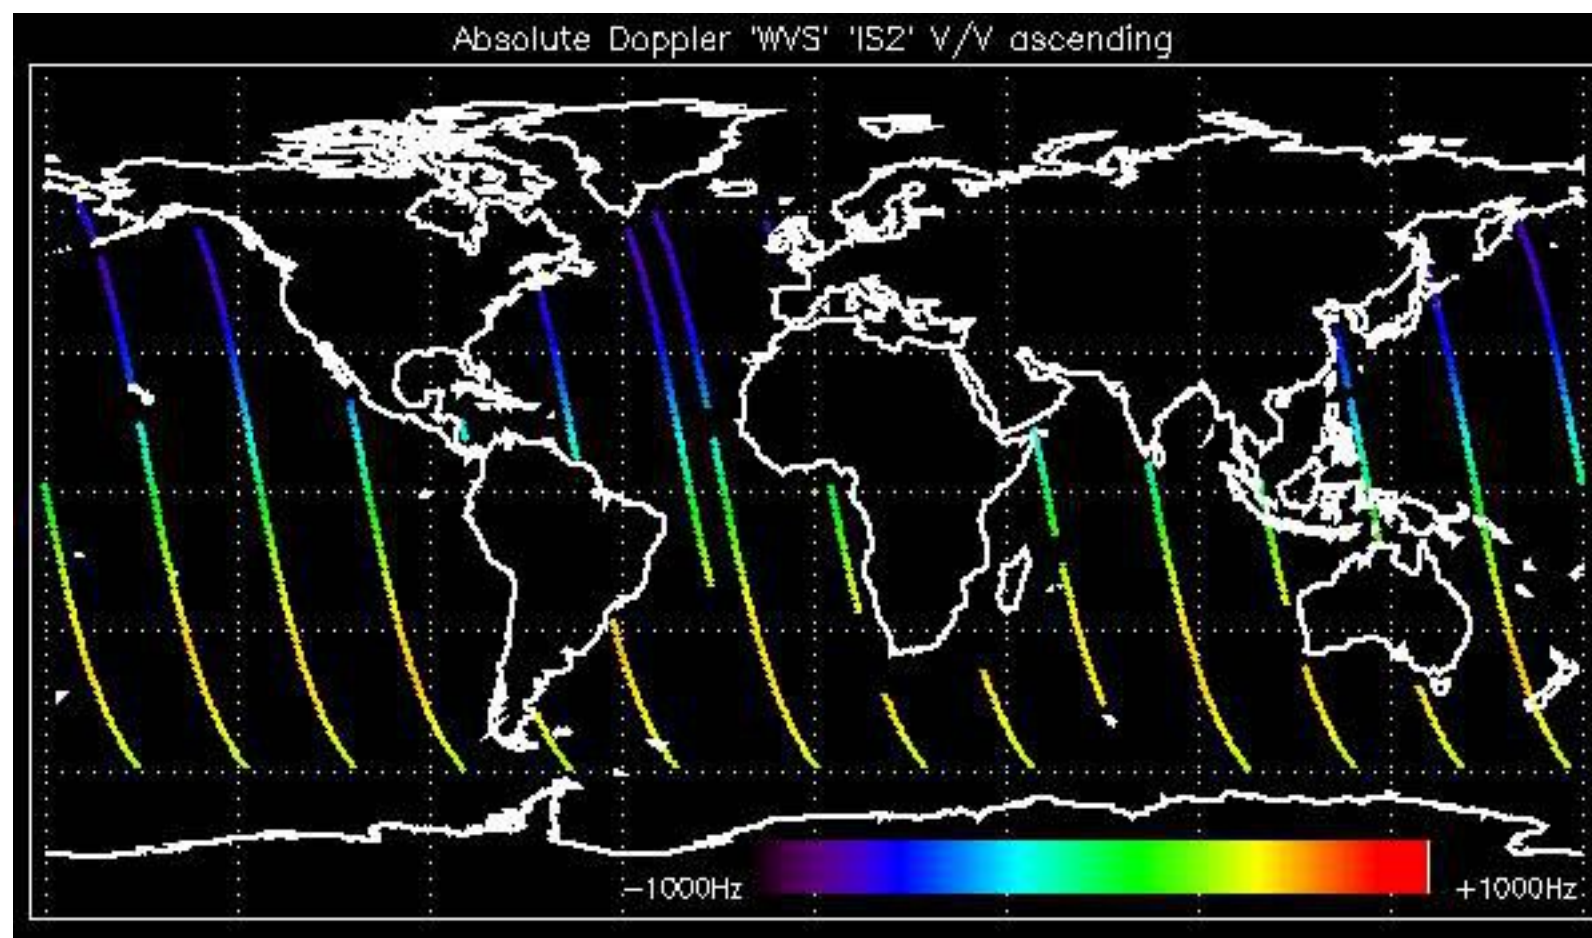 Absolute Doppler 'WVS' 'IS2' V/V ascending
-1000Hz +1000Hz